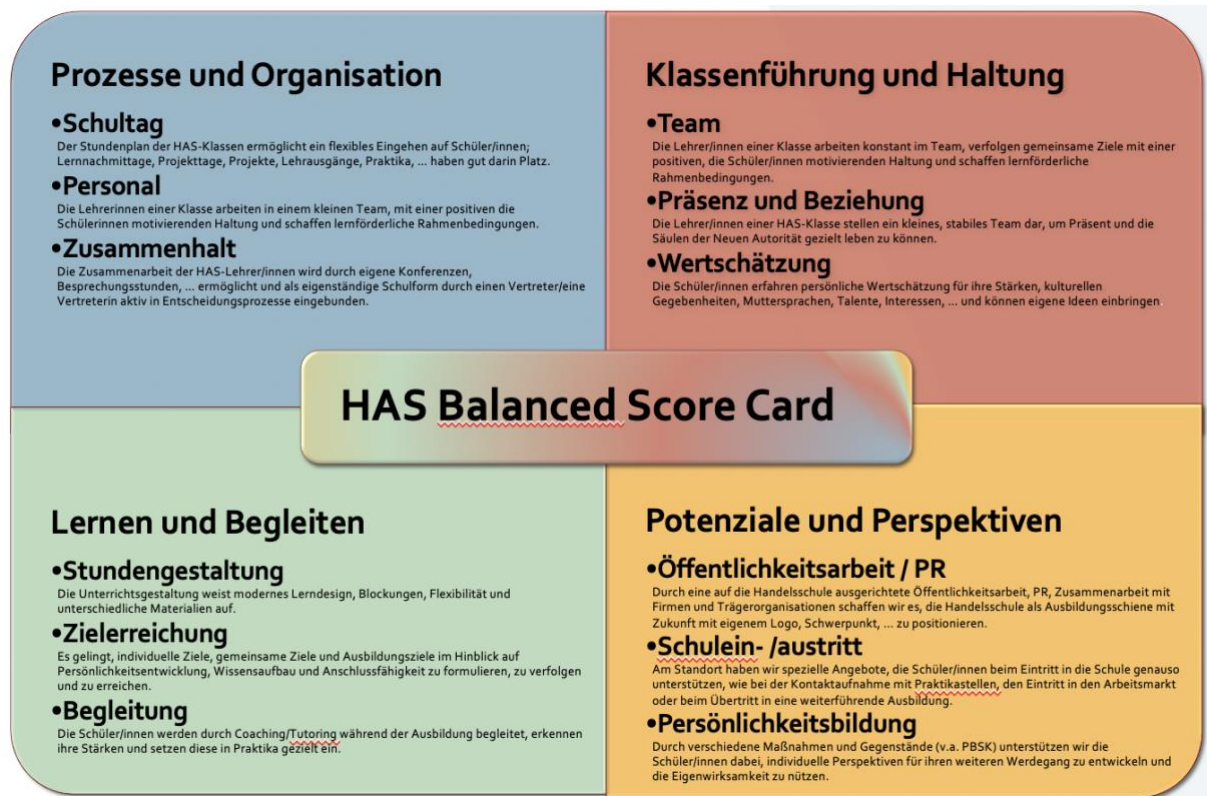 Prozesse und Organisation
•Schultag
Der Stundenplan der HAS-Klassen ermöglicht ein flexibles Eingehen auf Schüler/innen;
Lernnachmittage, Projekttage, Projekte, Lehrausgänge, Praktika, ... haben gut darin Platz.
•Personal
Die Lehrerinnen einer Klasse arbeiten in einem kleinen Team, mit einer positiven die
Schülerinnen motivierenden Haltung und schaffen lernförderliche Rahmenbedingungen.
•Zusammenhalt
Die Zusammenarbeit der HAS-Lehrer/innen wird durch eigene Konferenzen,
Besprechungsstunden, ... ermöglicht und als eigenständige Schulform durch einen Vertreter/eine
Vertreterin aktiv in Entscheidungsprozesse eingebunden.
Klassenführung und Haltung
•Team
Die Lehrer/innen einer Klasse arbeiten konstant im Team, verfolgen gemeinsame Ziele mit einer
positiven, die Schüler/innen motivierenden Haltung und schaffen lernförderliche
Rahmenbedingungen.
•Präsenz und Beziehung
Die Lehrer/innen einer HAS-Klasse stellen ein kleines, stabiles Team dar, um Präsent und die
Säulen der Neuen Autorität gezielt leben zu können.
•Wertschätzung
Die Schüler/innen erfahren persönliche Wertschätzung für ihre Stärken, kulturellen
Gegebenheiten, Muttersprachen, Talente, Interessen, ... und können eigene Ideen einbringen.
HAS Balanced Score Card
Lernen und Begleiten
•Stundengestaltung
Die Unterrichtsgestaltung weist modernes Lerndesign, Blockungen, Flexibilität und
unterschiedliche Materialien auf.
•Zielerreichung
Es gelingt, individuelle Ziele, gemeinsame Ziele und Ausbildungsziele im Hinblick auf
Persönlichkeitsentwicklung, Wissensaufbau und Anschlussfähigkeit zu formulieren, zu verfolgen
und zu erreichen.
•Begleitung
Die Schüler/innen werden durch Coaching/Tutoring während der Ausbildung begleitet, erkennen
ihre Stärken und setzen diese in Praktika gezielt ein.
Potenziale und Perspektiven
•Öffentlichkeitsarbeit / PR
Durch eine auf die Handelsschule ausgerichtete Öffentlichkeitsarbeit, PR, Zusammenarbeit mit
Firmen und Trägerorganisationen schaffen wir es, die Handelsschule als Ausbildungsschiene mit
Zukunft mit eigenem Logo, Schwerpunkt, ... zu positionieren.
•Schulein- /austritt
Am Standort haben wir spezielle Angebote, die Schüler/innen beim Eintritt in die Schule genauso
unterstützen, wie bei der Kontaktaufnahme mit Praktikastellen, den Eintritt in den Arbeitsmarkt
oder beim Übertritt in eine weiterführende Ausbildung.
•Persönlichkeitsbildung
Durch verschiedene Maßnahmen und Gegenstände (v.a. PBSK) unterstützen wir die
Schüler/innen dabei, individuelle Perspektiven für ihren weiteren Werdegang zu entwickeln und
die Eigenwirksamkeit zu nützen.